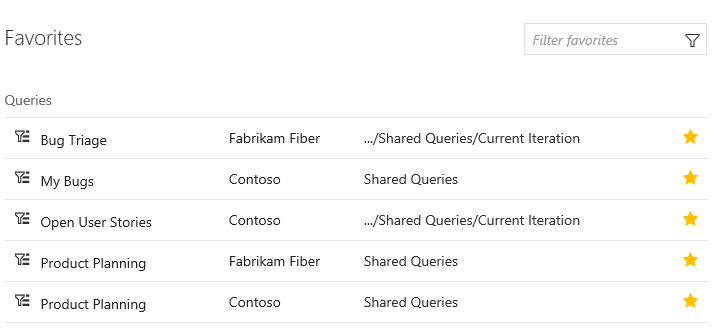 Favorites
Filter favorites
Queries
Bug Triage Fabrikam Fiber .../Shared Queries/Current Iteration
My Bugs Contoso Shared Queries
Open User Stories Contoso .../Shared Queries/Current Iteration
Product Planning Fabrikam Fiber Shared Queries
Product Planning Contoso Shared Queries